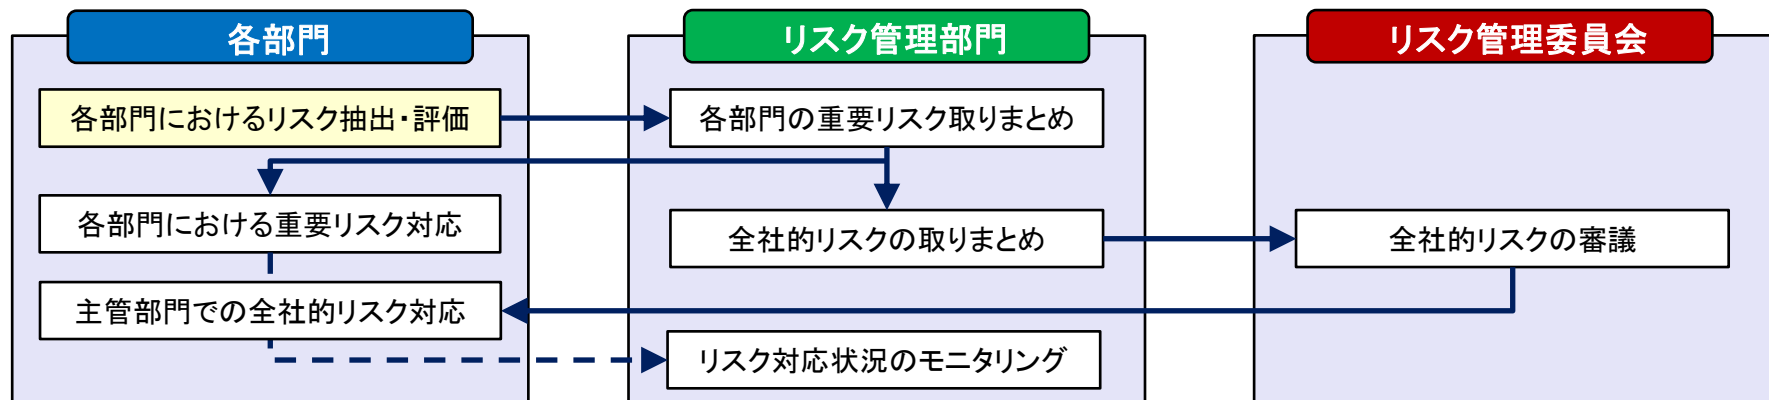 各部門
リスク管理部門
リスク管理委員会
各部門におけるリスク抽出・評価
各部門の重要リスク取りまとめ
各部門における重要リスク対応
全社的リスクの取りまとめ
全社的リスクの審議
主管部門での全社的リスク対応
リスク対応状況のモニタリング